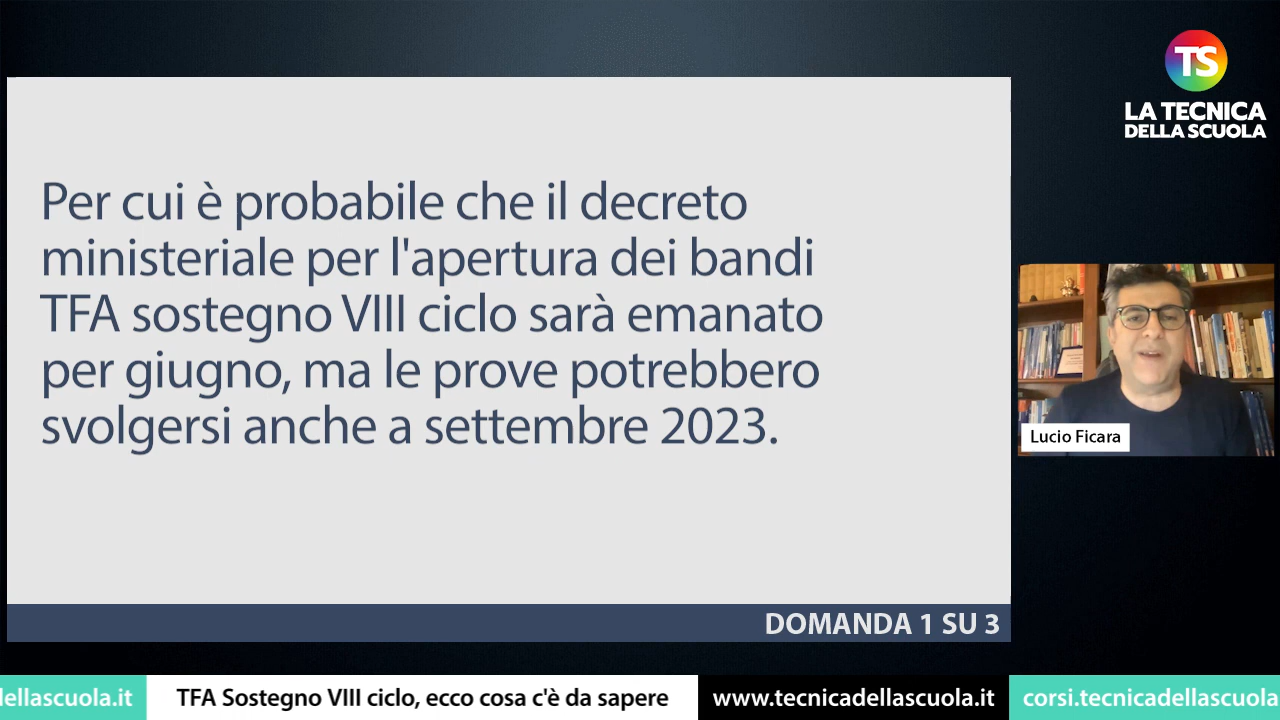 TS
LA TECNICA
DELLA SCUOLA
Per cui è probabile che il decreto
ministeriale per l'apertura dei bandi
TFA sostegno VIII ciclo sarà emanato
per giugno, ma le prove potrebbero
svolgersi anche a settembre 2023.
Lucio Ficara
DOMANDA 1 SU 3
dellascuola.it
TFA Sostegno VIII ciclo, ecco cosa c'è da sapere
www.tecnicadellascuola.it
corsi.tecnicadellascuola